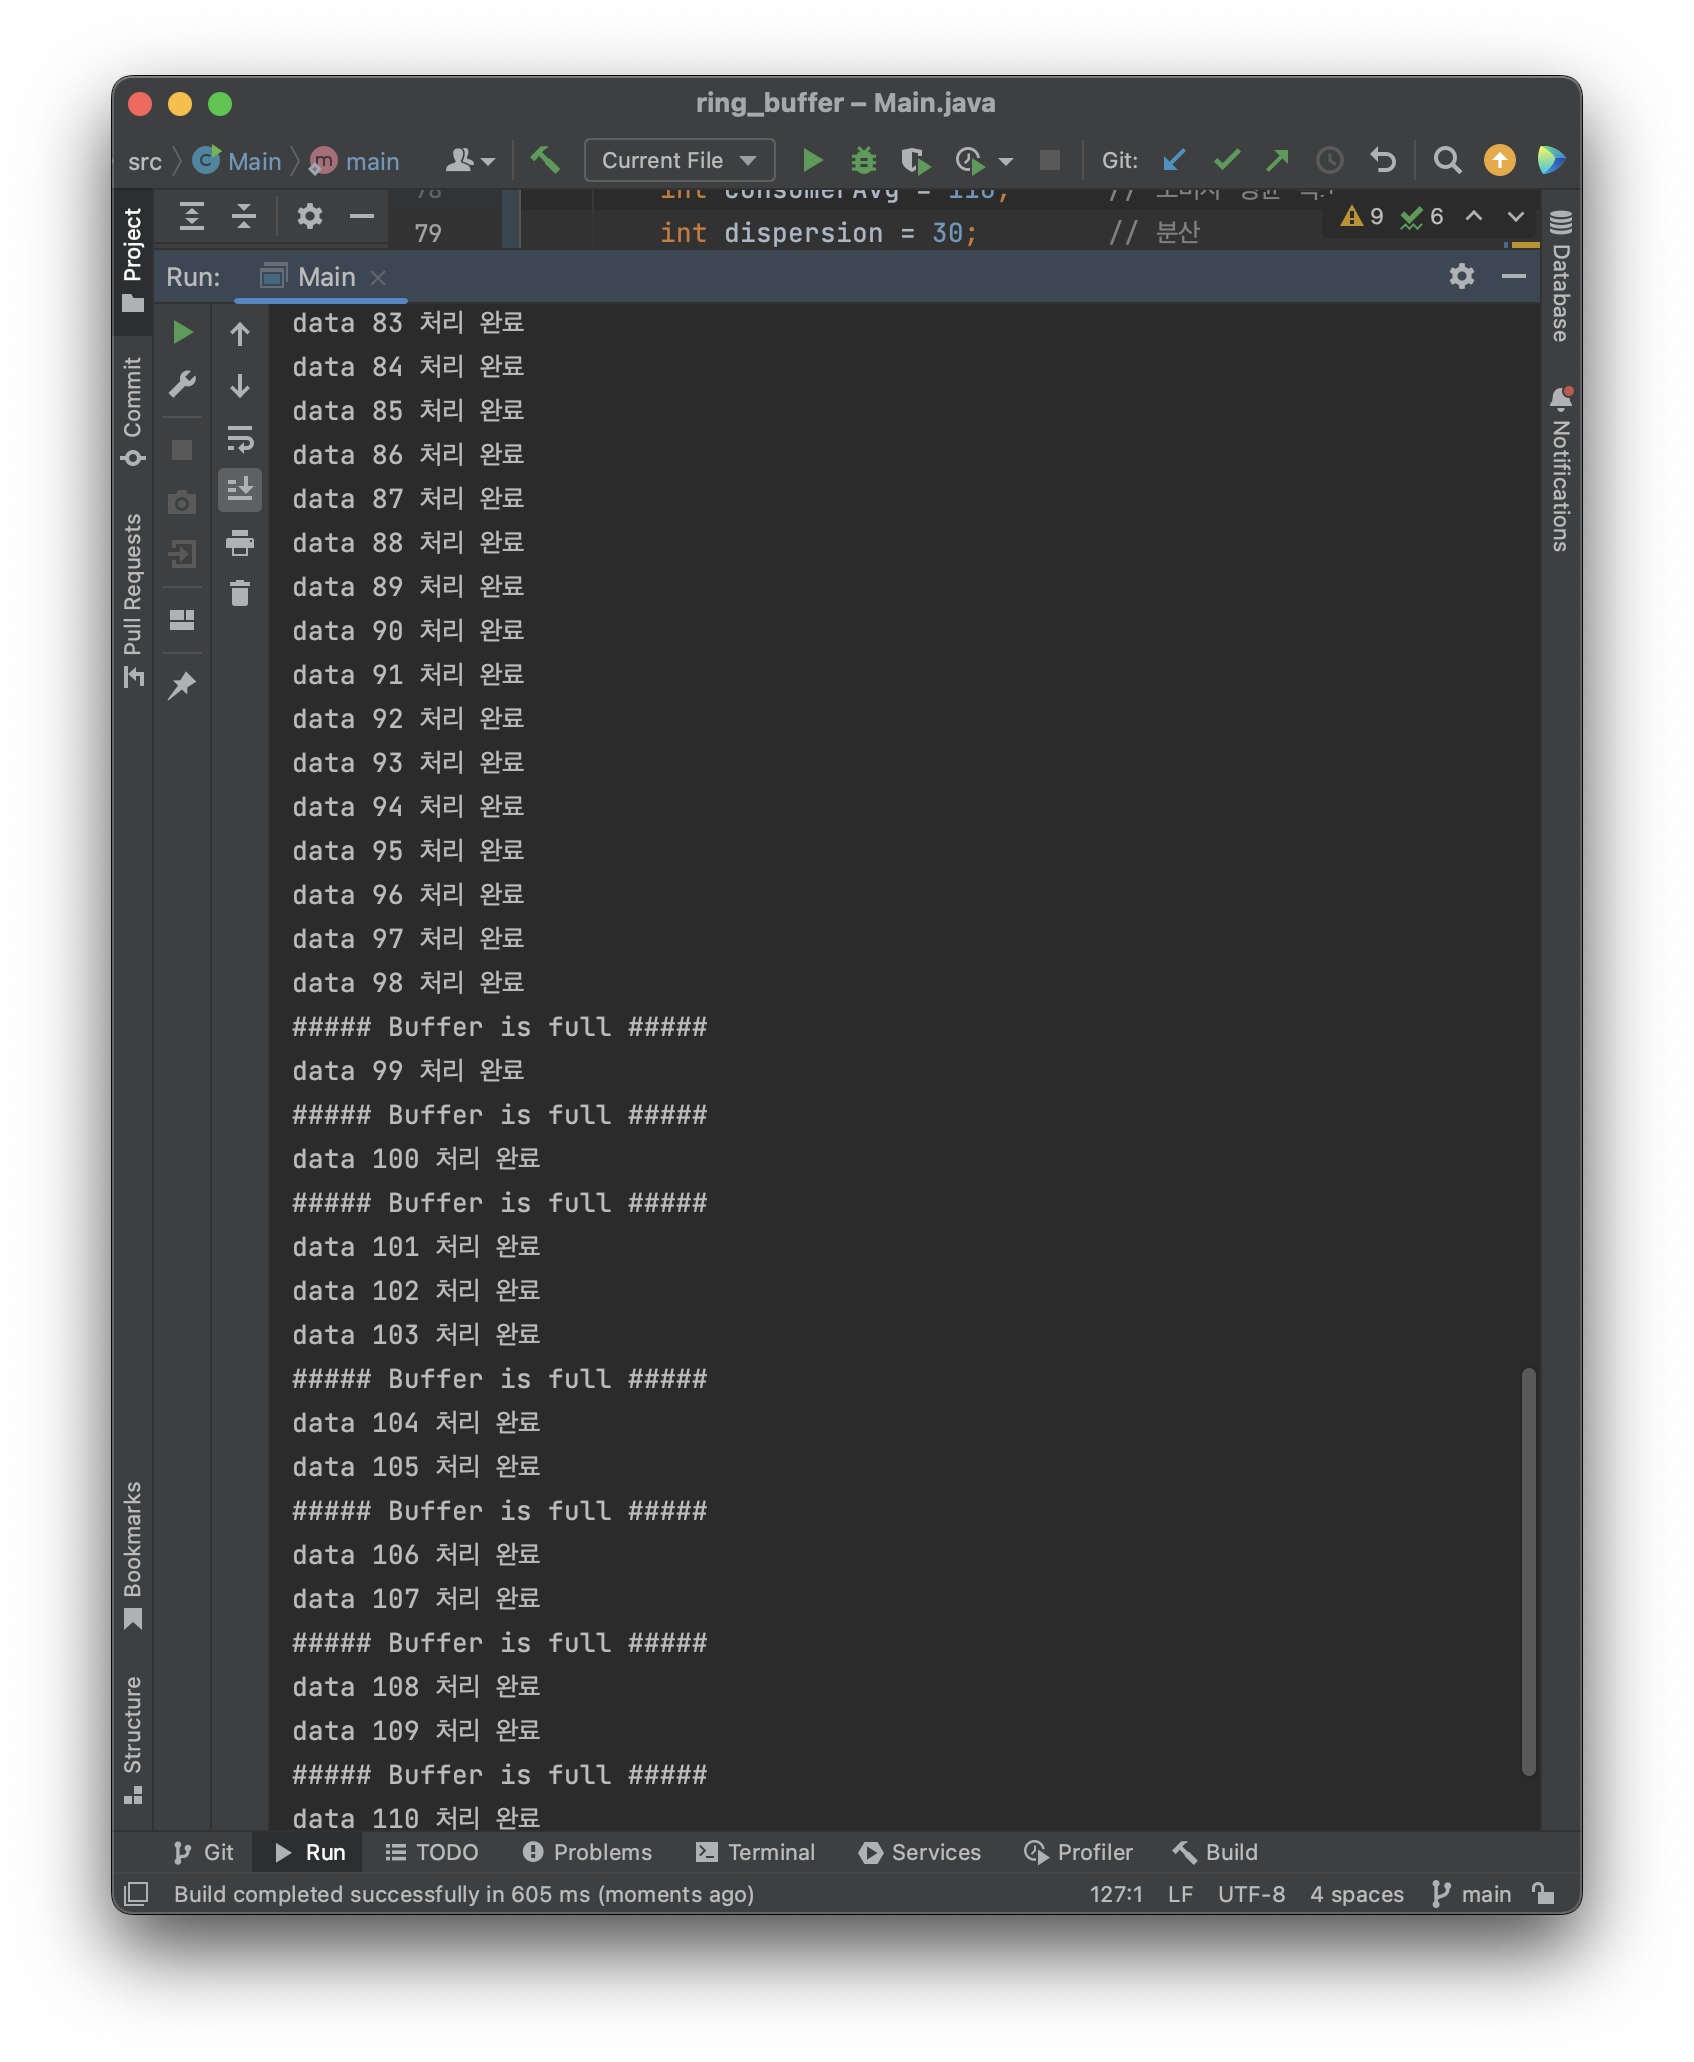 ring_buffer – Main.java
src Main main Current File Git:
78 int consumerAvg = 110; // 소비자 평균
79 int dispersion = 30; // 분산
9 6
Run: Main
data 83 처리 완료
data 84 처리 완료
data 85 처리 완료
data 86 처리 완료
data 87 처리 완료
data 88 처리 완료
data 89 처리 완료
data 90 처리 완료
data 91 처리 완료
data 92 처리 완료
data 93 처리 완료
data 94 처리 완료
data 95 처리 완료
data 96 처리 완료
data 97 처리 완료
data 98 처리 완료
##### Buffer is full #####
data 99 처리 완료
##### Buffer is full #####
data 100 처리 완료
##### Buffer is full #####
data 101 처리 완료
data 102 처리 완료
data 103 처리 완료
##### Buffer is full #####
data 104 처리 완료
data 105 처리 완료
##### Buffer is full #####
data 106 처리 완료
data 107 처리 완료
##### Buffer is full #####
data 108 처리 완료
data 109 처리 완료
##### Buffer is full #####
data 110 처리 완료
Project
Commit
Pull Requests
Bookmarks
Structure
Database
Notifications
Git Run TODO Problems Terminal Services Profiler Build
Build completed successfully in 605 ms (moments ago) 127:1 LF UTF-8 4 spaces main